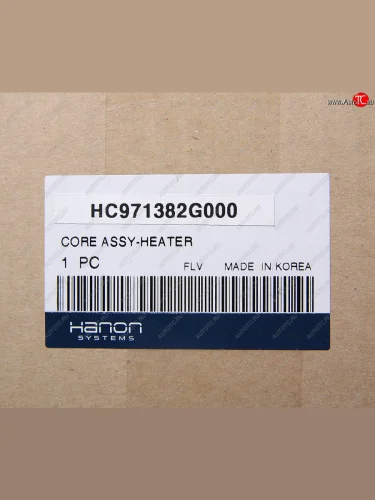 HC971382G000
CORE ASSY-HEATER
1 PC FLV MADE IN KOREA
Hanon
SYSTEMS